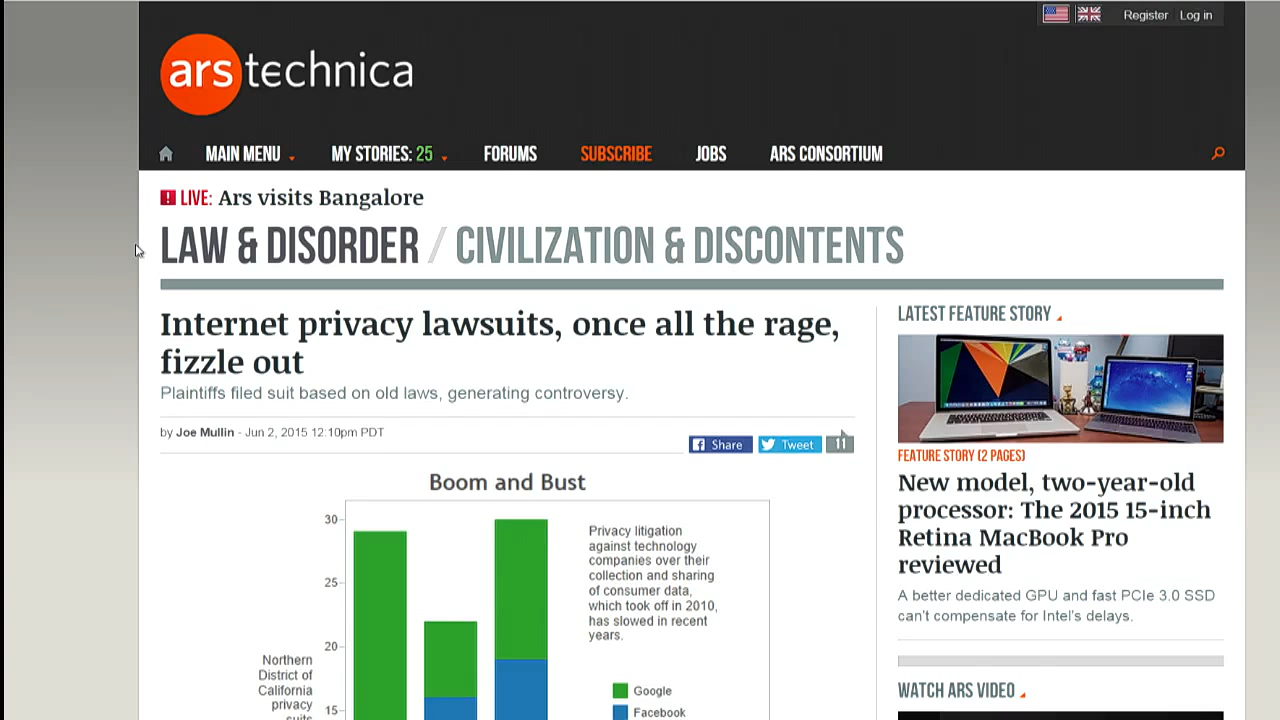 Register Log in
ars technica
MAIN MENU MY STORIES: 25 FORUMS SUBSCRIBE JOBS ARS CONSORTIUM
! LIVE: Ars visits Bangalore
LAW & DISORDER / CIVILIZATION & DISCONTENTS
Internet privacy lawsuits, once all the rage,
fizzle out
Plaintiffs filed suit based on old laws, generating controversy.
by Joe Mullin - Jun 2, 2015 12:10pm PDT
Share Tweet 11
Boom and Bust
30
25
20
15
Privacy litigation
against technology
companies over their
collection and sharing
of consumer data,
which took off in 2010,
has slowed in recent
years.
Northern
District of
California
privacy
suits
Google
Facebook
LATEST FEATURE STORY
FEATURE STORY (2 PAGES)
New model, two-year-old
processor: The 2015 15-inch
Retina MacBook Pro
reviewed
A better dedicated GPU and fast PCIe 3.0 SSD
can't compensate for Intel's delays.
WATCH ARS VIDEO